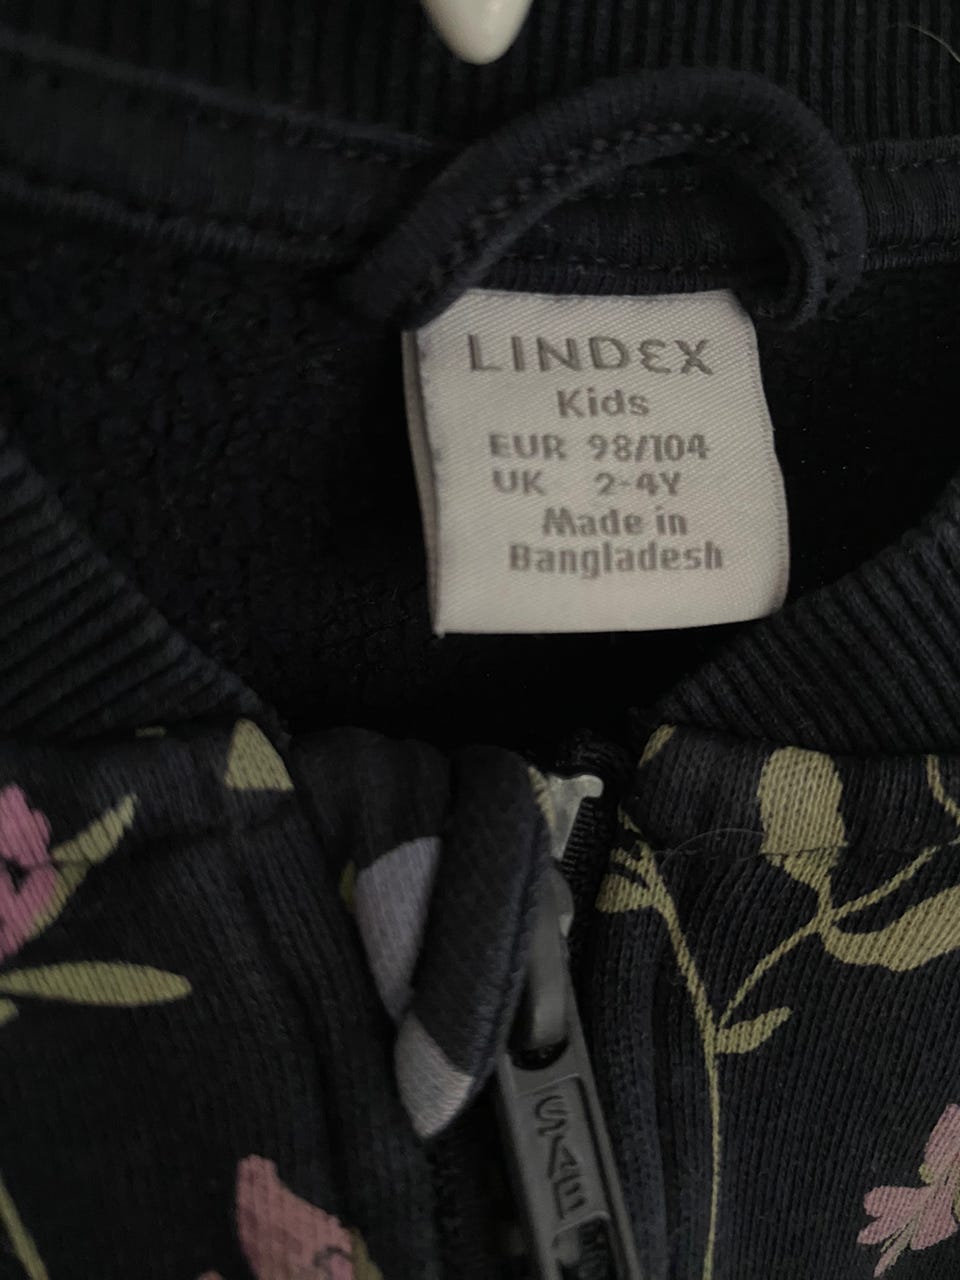 LINDEX
Kids
EUR 98/104
UK 2-4Y
Made in
Bangladesh